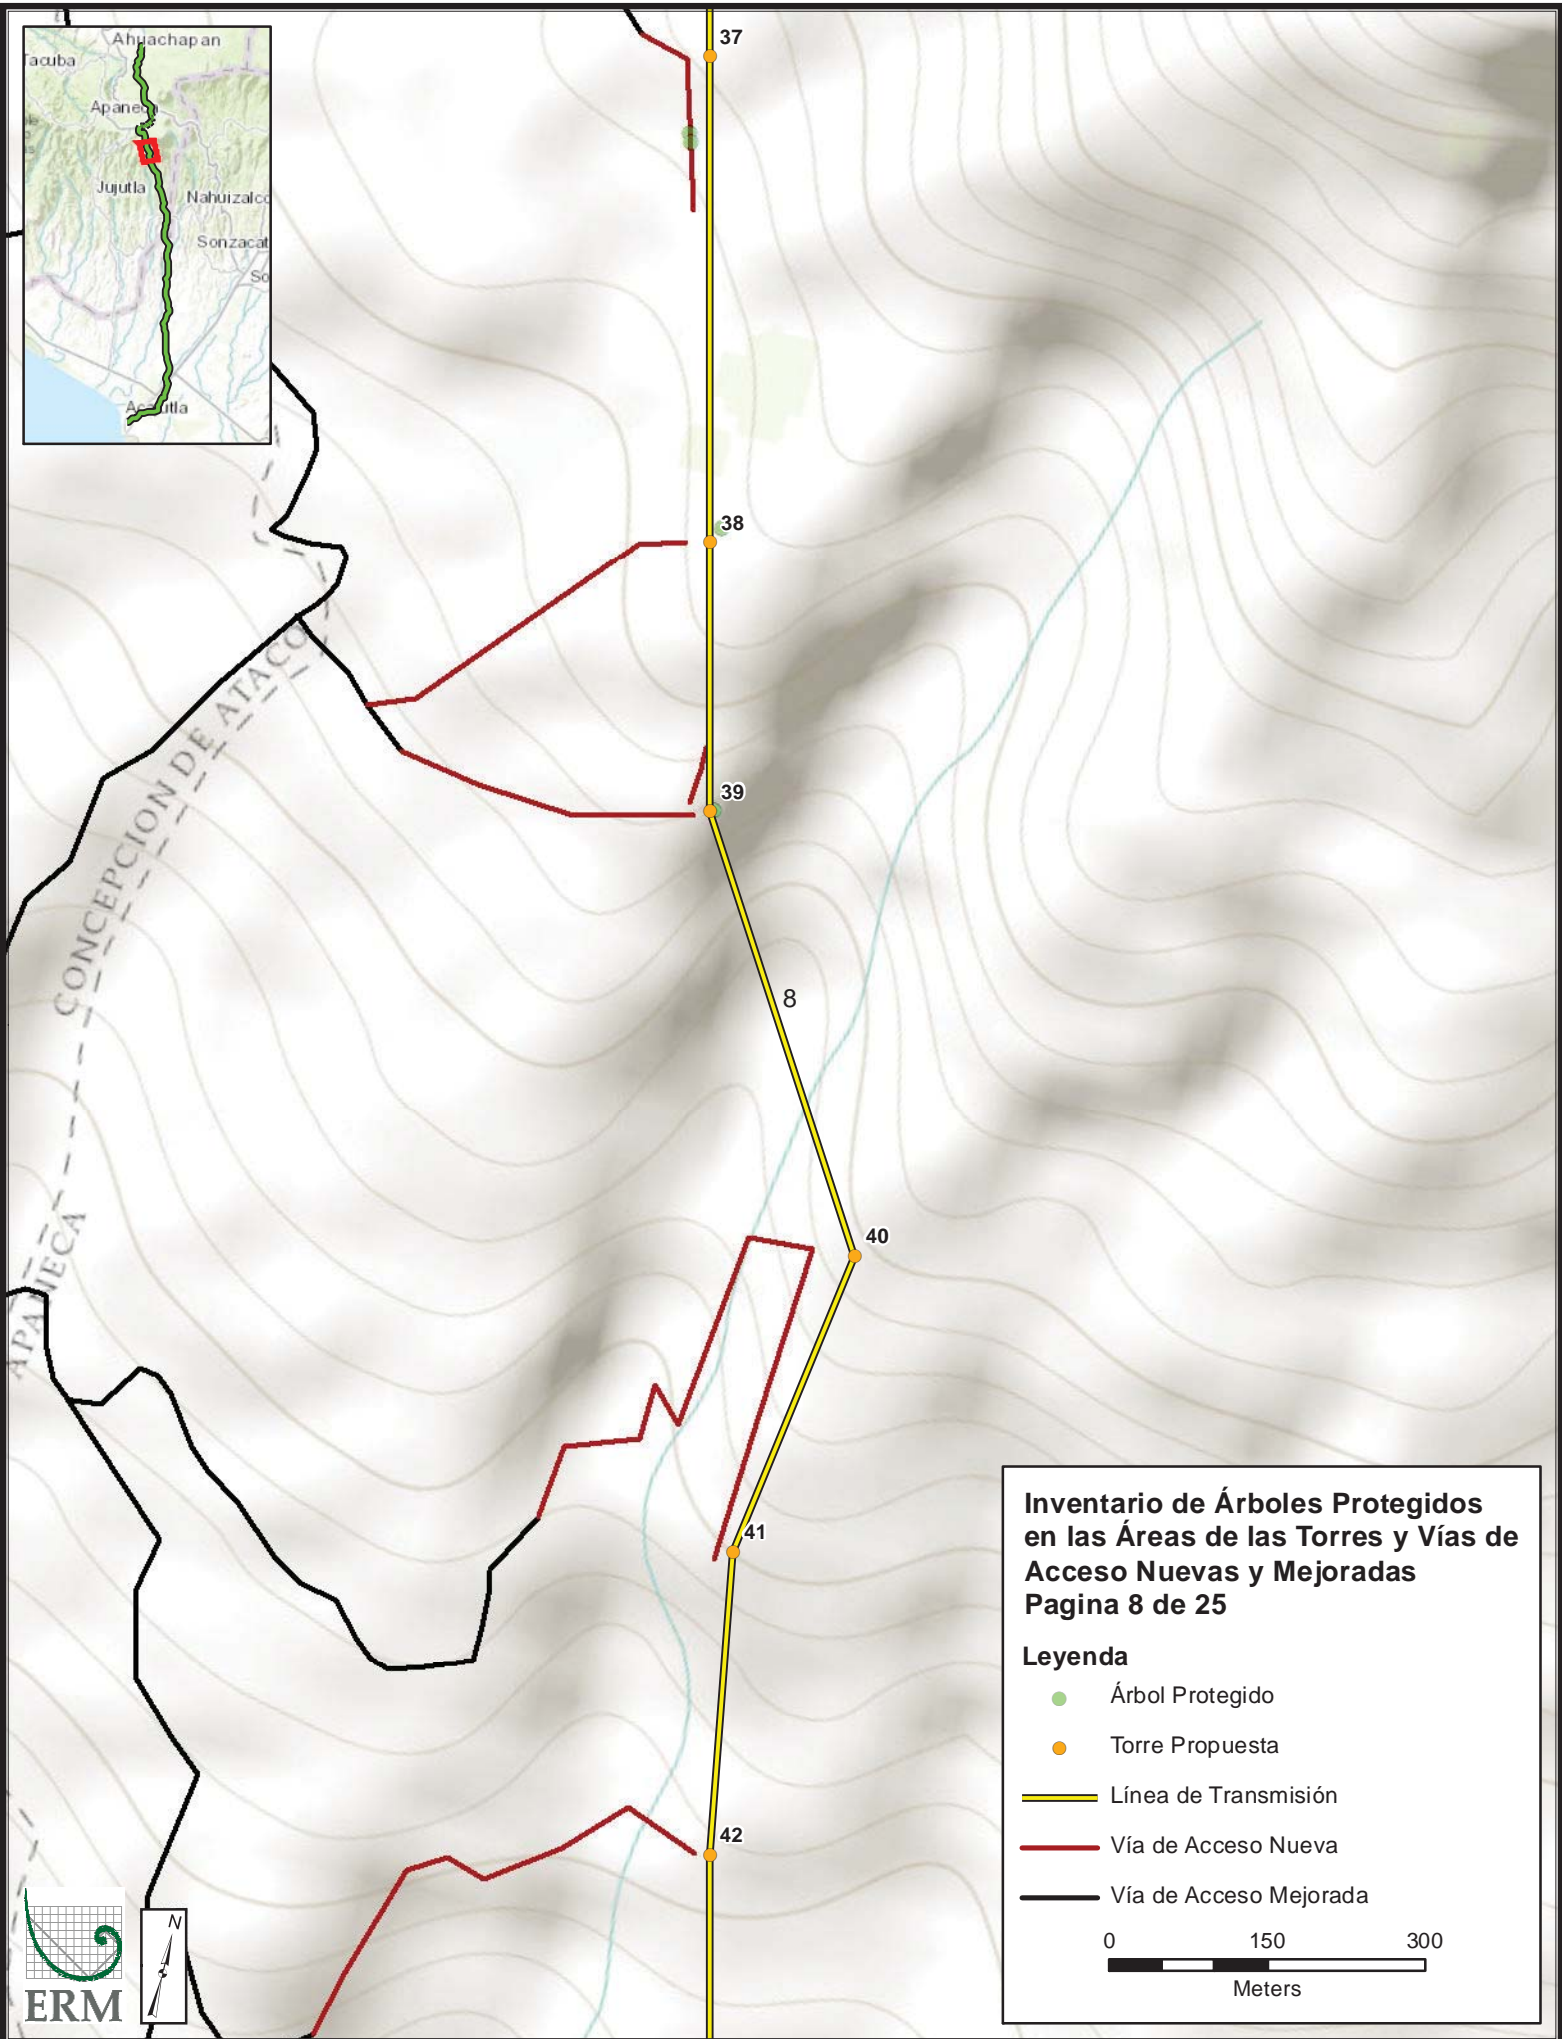 Ahuachapan
Tacuba
Jujutla
Nahuizalco
Sonzacat
So
37
38
39
8
40
41
42
CONCEPCION DE ATACO
APANECA
Inventario de Árboles Protegidos
en las Áreas de las Torres y Vías de
Acceso Nuevas y Mejoradas
Pagina 8 de 25
Leyenda
Árbol Protegido
Torre Propuesta
Línea de Transmisión
Vía de Acceso Nueva
Vía de Acceso Mejorada
0 150 300
Meters
N
ERM